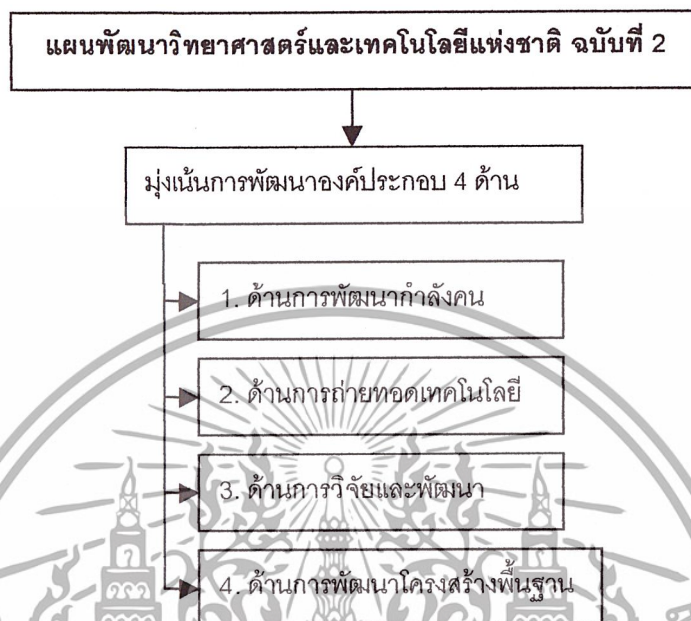 แผนพัฒนาวิทยาศาสตร์และเทคโนโลยีแห่งชาติ ฉบับที่ 2
มุ่งเน้นการพัฒนาองค์ประกอบ 4 ด้าน
1. ด้านการพัฒนากำลังคน
2. ด้านการถ่ายทอดเทคโนโลยี
3. ด้านการวิจัยและพัฒนา
4. ด้านการพัฒนาโครงสร้างพื้นฐาน